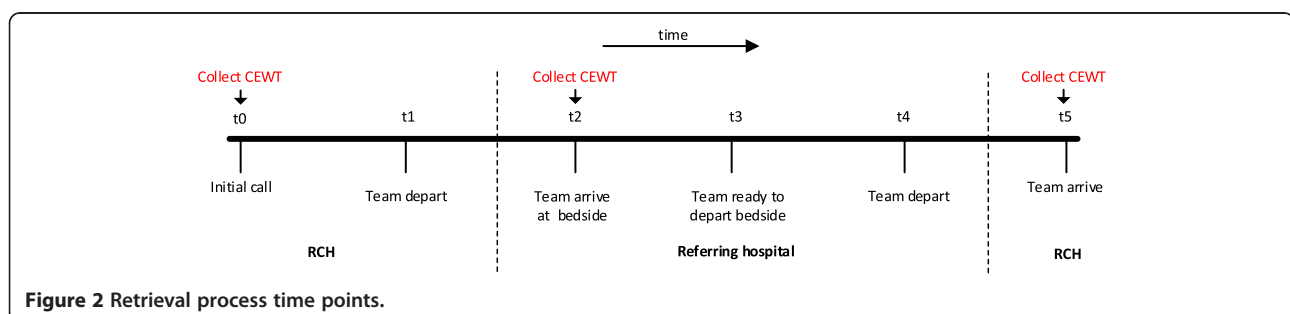 time
Collect CEWT
Collect CEWT
Collect CEWT
t0
t1
t2
t3
t4
t5
Initial call
Team depart
Team arrive
at bedside
Team ready to
depart bedside
Team depart
Team arrive
RCH
Referring hospital
RCH
Figure 2 Retrieval process time points.